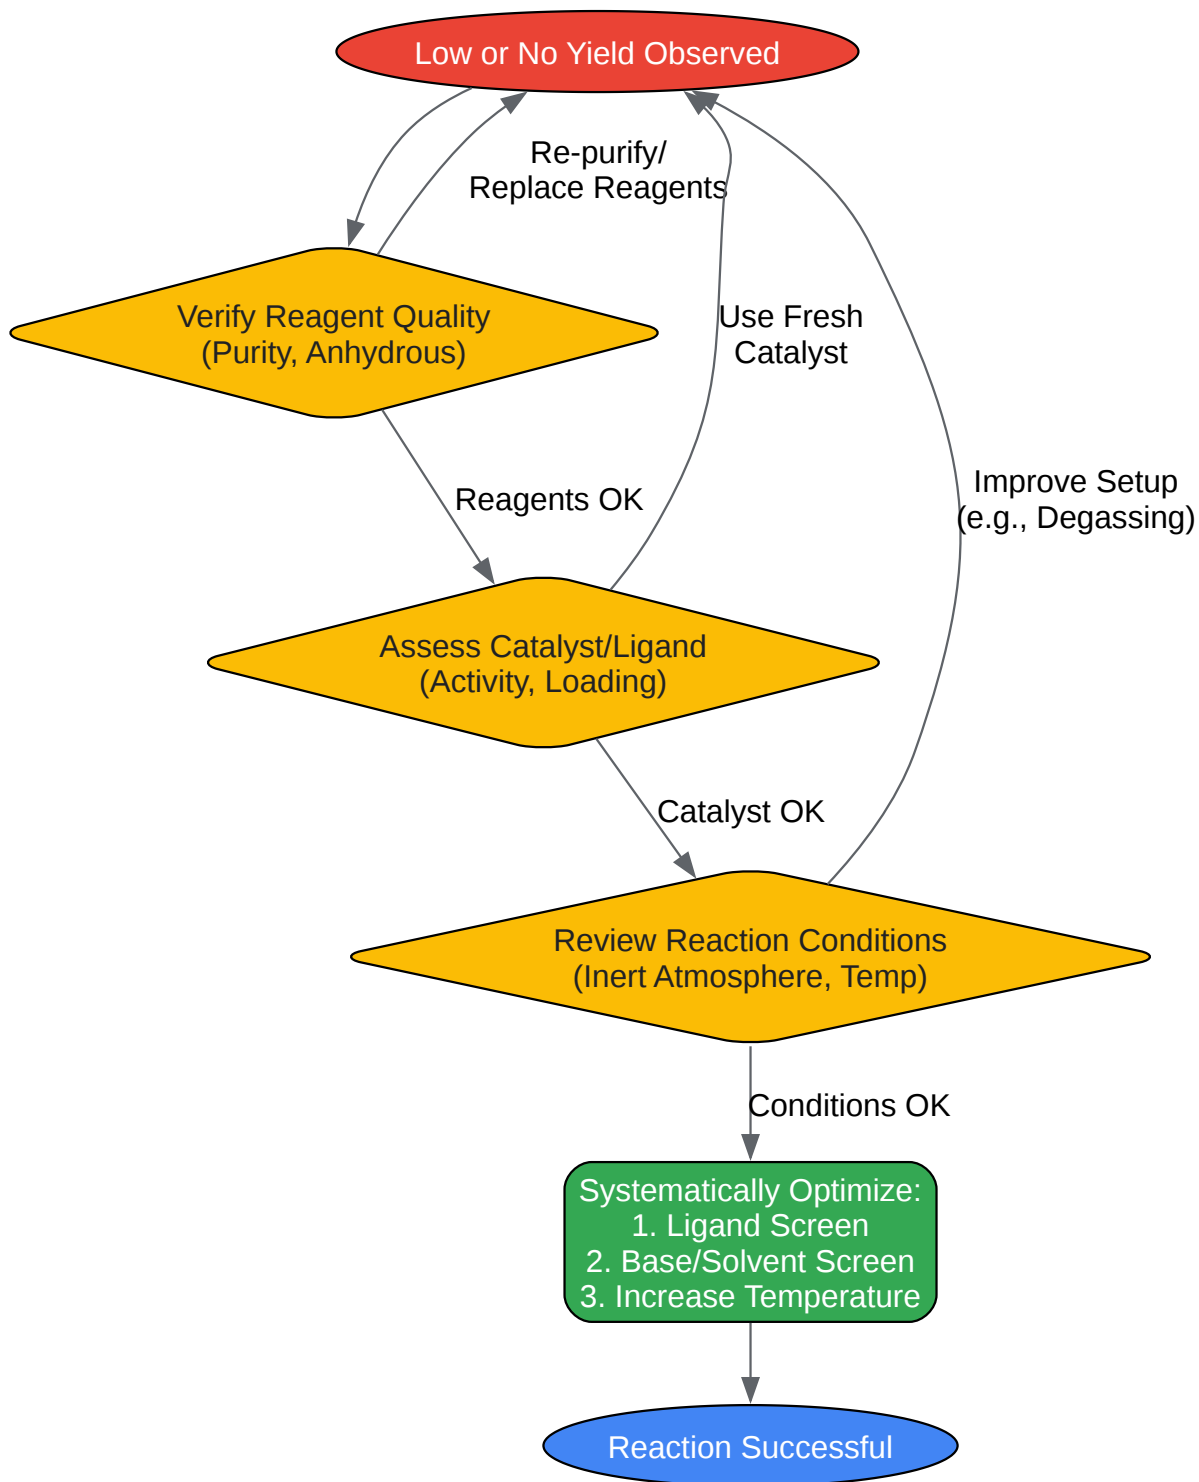 Low or No Yield Observed
Re-purify/
Replace Reagents
Verify Reagent Quality
(Purity, Anhydrous)
Use Fresh
Catalyst
Reagents OK
Improve Setup
(e.g., Degassing)
Assess Catalyst/Ligand
(Activity, Loading)
Catalyst OK
Review Reaction Conditions
(Inert Atmosphere, Temp)
Conditions OK
Systematically Optimize:
1. Ligand Screen
2. Base/Solvent Screen
3. Increase Temperature
Reaction Successful